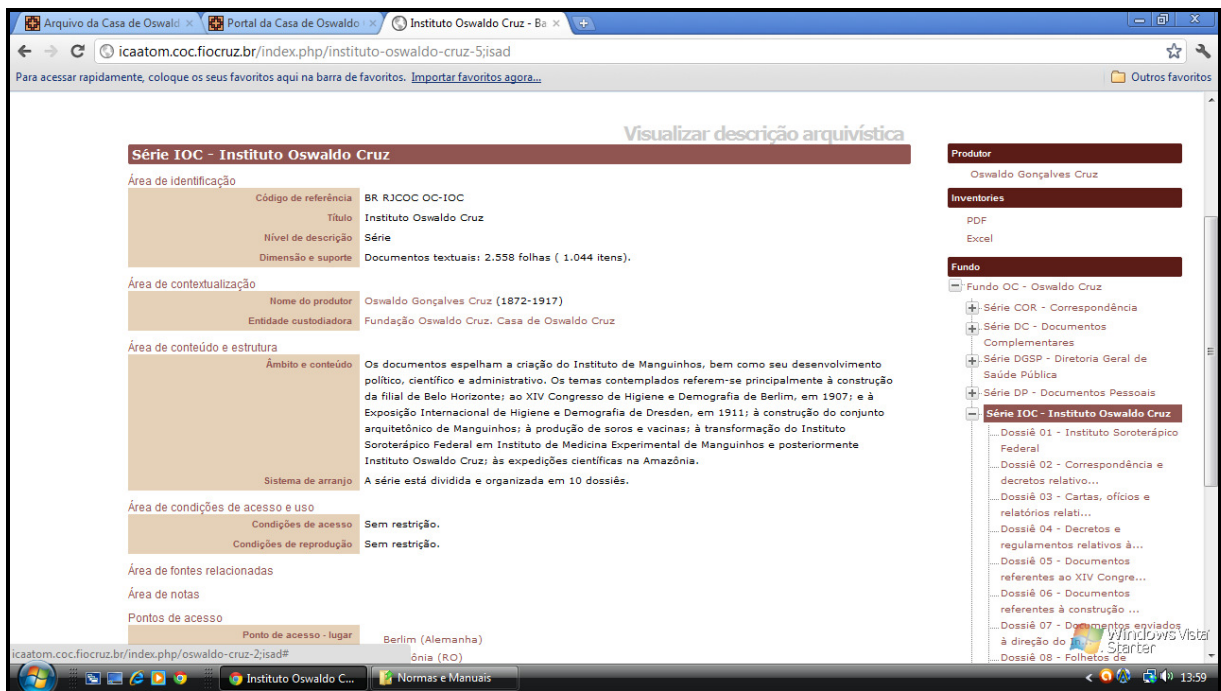 Arquivo da Casa de Oswald
Portal da Casa de Oswaldo
Instituto Oswaldo Cruz - Ba
icaatom.coc.fiocruz.br/index.php/instituto-oswaldo-cruz-5;isad
Para acessar rapidamente, coloque os seus favoritos aqui na barra de favoritos. Importar favoritos agora...
Outros favoritos
Visualizar descrição arquivística
Série IOC - Instituto Oswaldo Cruz
Área de identificação
Código de referência BR RJCOC OC-IOC
Título Instituto Oswaldo Cruz
Nível de descrição Série
Dimensão e suporte Documentos textuais: 2.558 folhas ( 1.044 itens).
Área de contextualização
Nome do produtor Oswaldo Gonçalves Cruz (1872-1917)
Entidade custodiadora Fundação Oswaldo Cruz. Casa de Oswaldo Cruz
Área de conteúdo e estrutura
Âmbito e conteúdo Os documentos espelham a criação do Instituto de Manguinhos, bem como seu desenvolvimento
político, científico e administrativo. Os temas contemplados referem-se principalmente à construção
da filial de Belo Horizonte; ao XIV Congresso de Higiene e Demografia de Berlim, em 1907; e à
Exposição Internacional de Higiene e Demografia de Dresden, em 1911; à construção do conjunto
arquitetônico de Manguinhos; à produção de soros e vacinas; à transformação do Instituto
Soroterápico Federal em Instituto de Medicina Experimental de Manguinhos e posteriormente
Instituto Oswaldo Cruz; às expedições científicas na Amazônia.
Sistema de arranjo A série está dividida e organizada em 10 dossiês.
Área de condições de acesso e uso
Condições de acesso Sem restrição.
Condições de reprodução Sem restrição.
Área de fontes relacionadas
Área de notas
Pontos de acesso
Ponto de acesso - lugar Berlim (Alemanha)
ônia (RO)
Produtor
Oswaldo Gonçalves Cruz
Inventories
PDF
Excel
Fundo
Fundo OC - Oswaldo Cruz
Série COR - Correspondência
Série DC - Documentos
Complementares
Série DGSP - Diretoria Geral de
Saúde Pública
Série DP - Documentos Pessoais
Série IOC - Instituto Oswaldo Cruz
Dossiê 01 - Instituto Soroterápico
Federal
Dossiê 02 - Correspondência e
decretos relativo...
Dossiê 03 - Cartas, ofícios e
relatórios relati...
Dossiê 04 - Decretos e
regulamentos relativos à...
Dossiê 05 - Documentos
referentes ao XIV Congre...
Dossiê 06 - Documentos
referentes à construção ...
Dossiê 07 - Documentos enviados
à direção do
Dossiê 08 - Folhetos de
Windows Vista
Starter
icaatom.coc.fiocruz.br/index.php/oswaldo-cruz-2;isad#
Instituto Oswaldo C...
Normas e Manuais
13:59